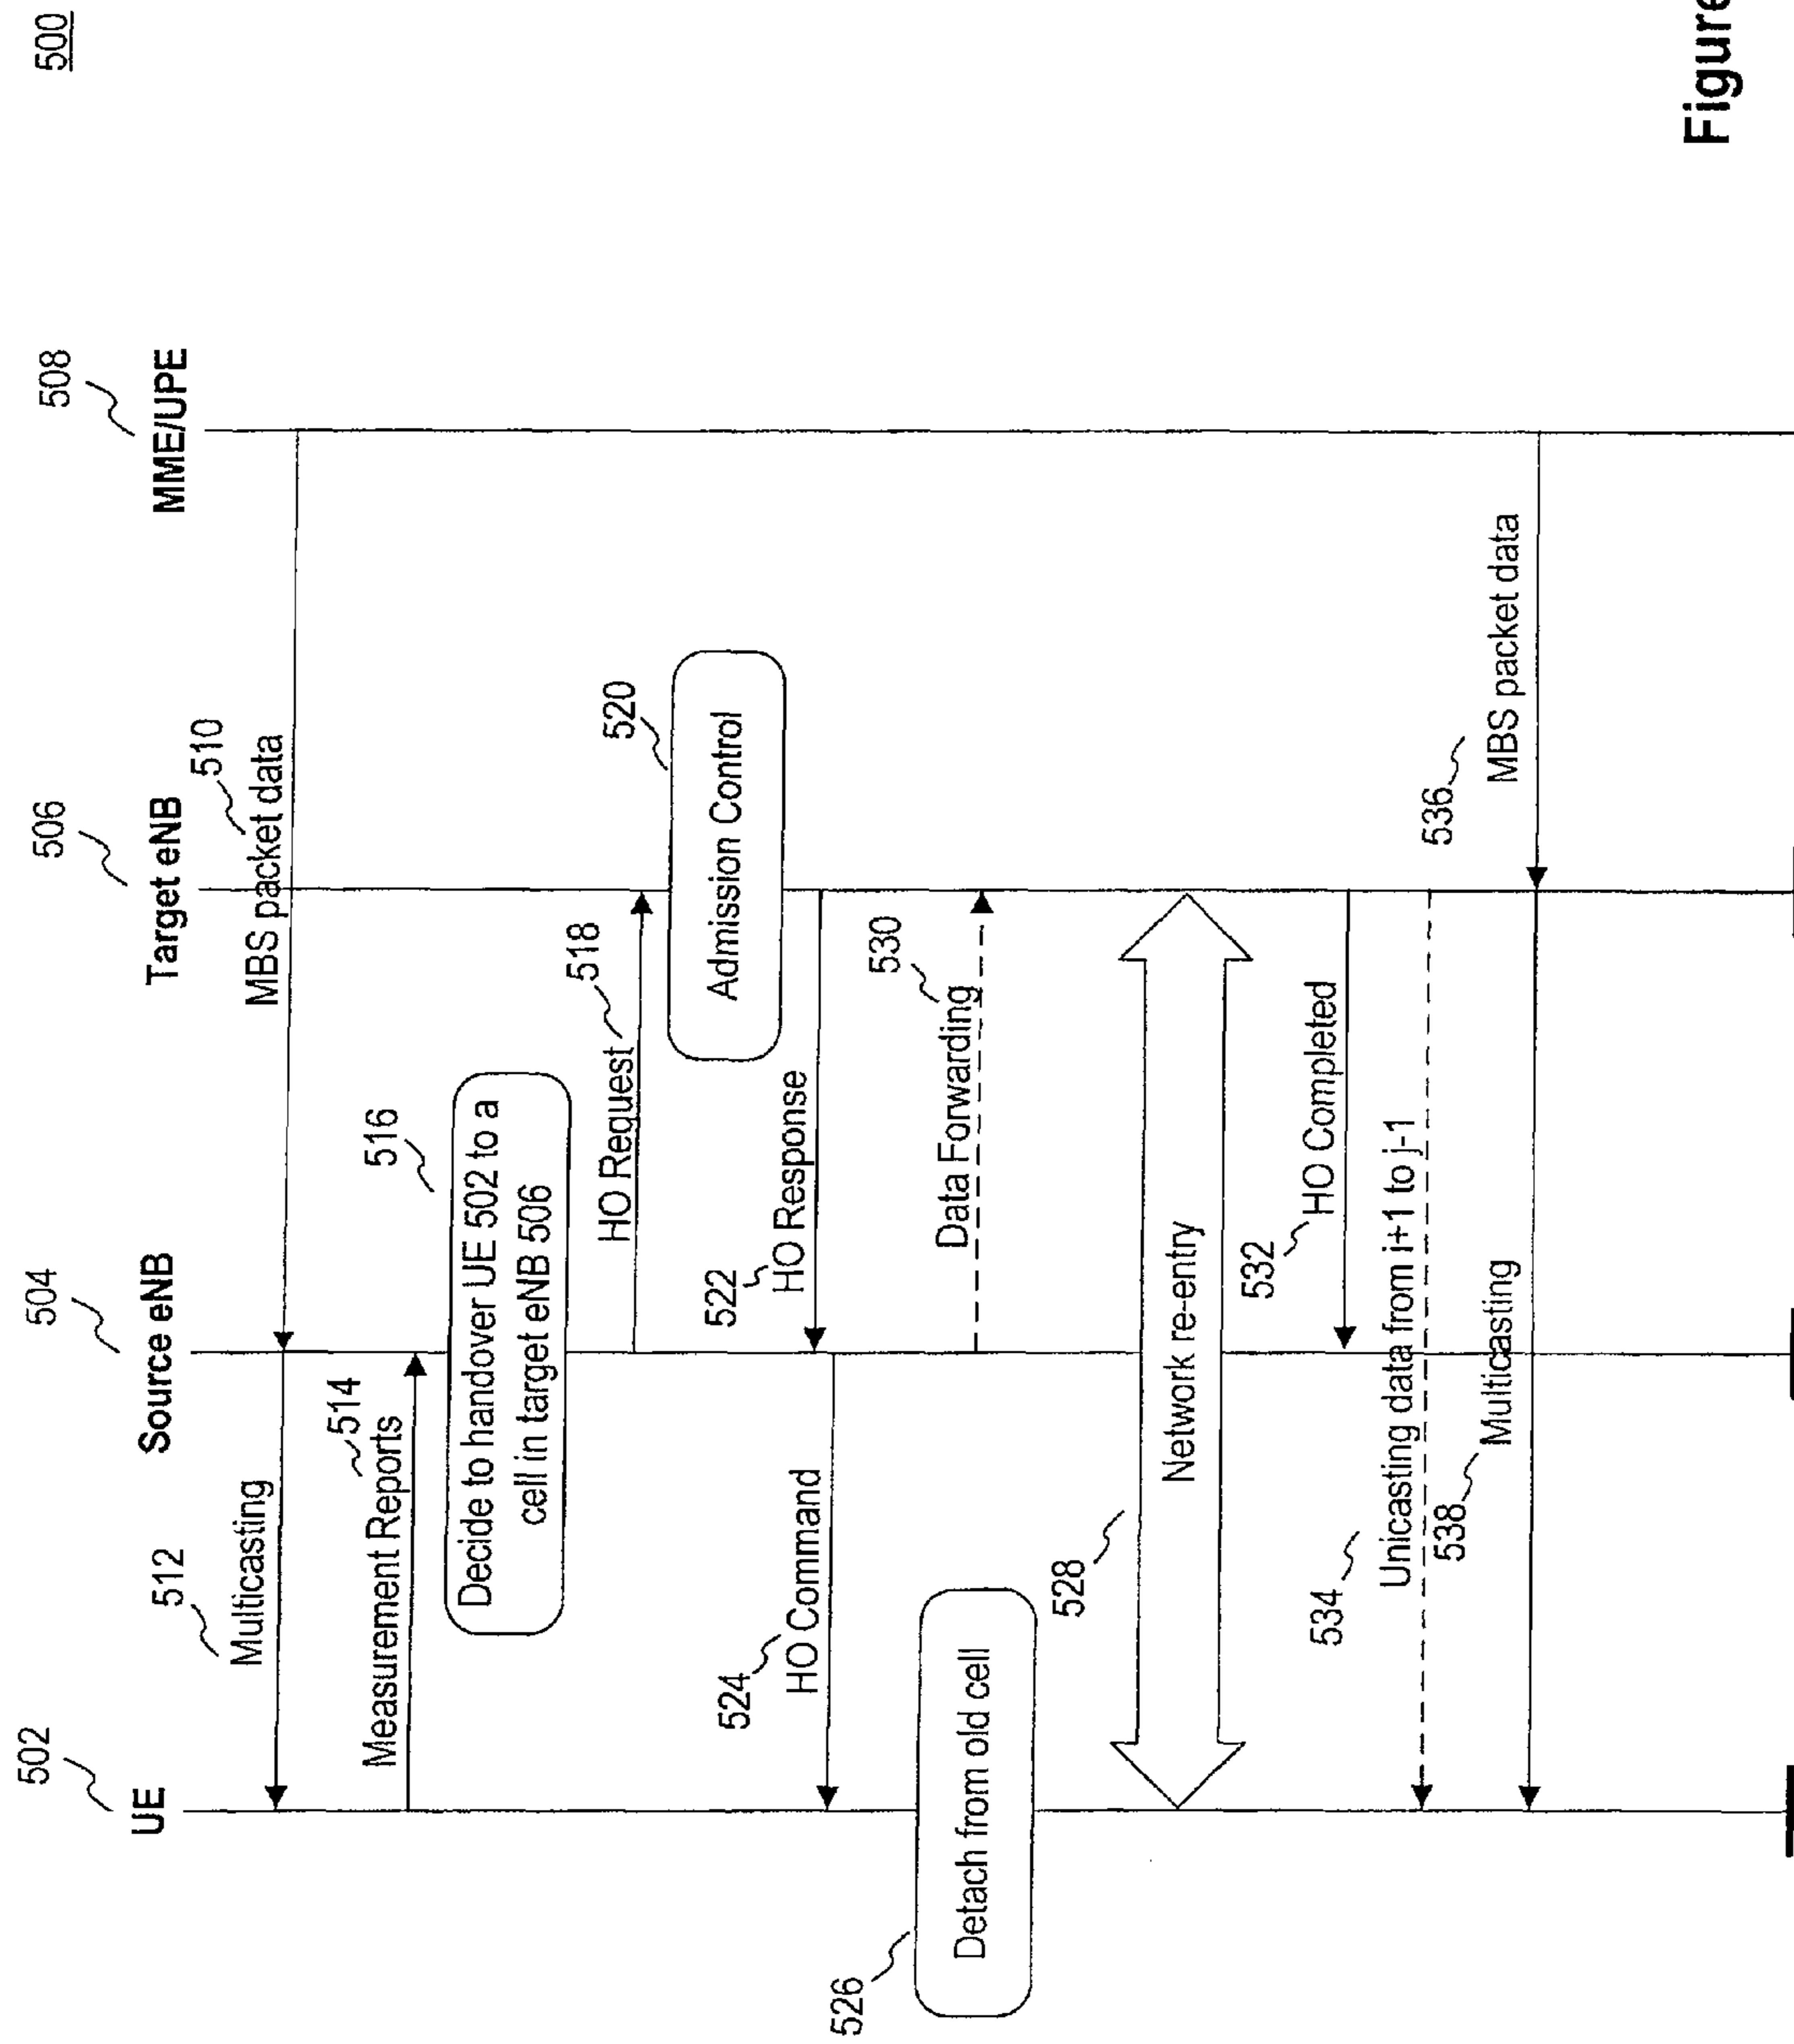 500
502
UE
504
Source eNB
506
Target eNB
508
MME/UPE
510
MBS packet data
512
Multicasting
514
Measurement Reports
516
Decide to handover UE 502 to a
cell in target eNB 506
518
HO Request
520
Admission Control
522
HO Response
524
HO Command
526
Detach from old cell
530
Data Forwarding
528
Network re-entry
532
HO Completed
534
Unicasting data from i+1 to j-1
536
MBS packet data
538
Multicasting
Figure